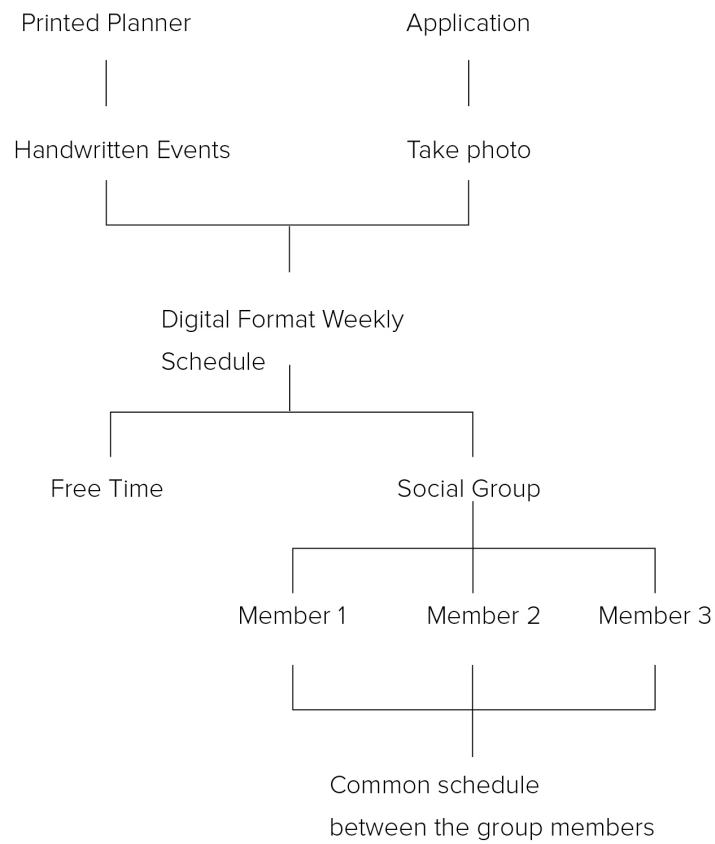 Printed Planner
Application
Handwritten Events
Take photo
Digital Format Weekly
Schedule
Free Time
Social Group
Member 1
Member 2
Member 3
Common schedule
between the group members